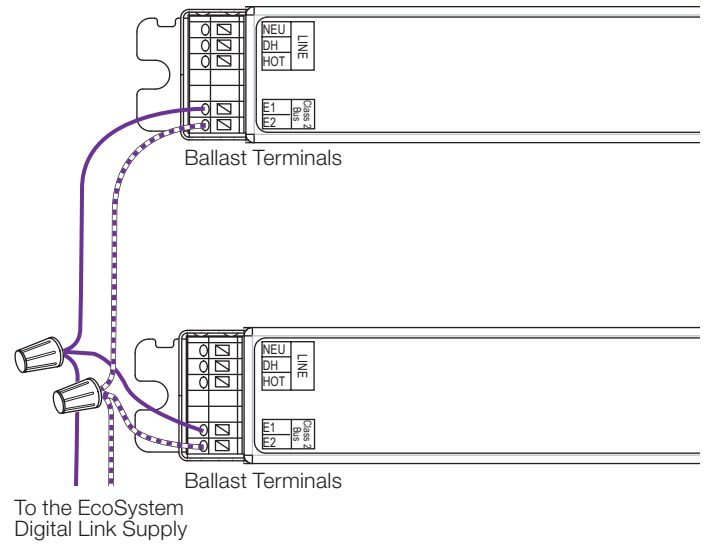 NEU
DH
HOT
LINE
E1
E2
Class 2
Bus
Ballast Terminals
NEU
DH
HOT
LINE
E1
E2
Class 2
Bus
Ballast Terminals
To the EcoSystem
Digital Link Supply